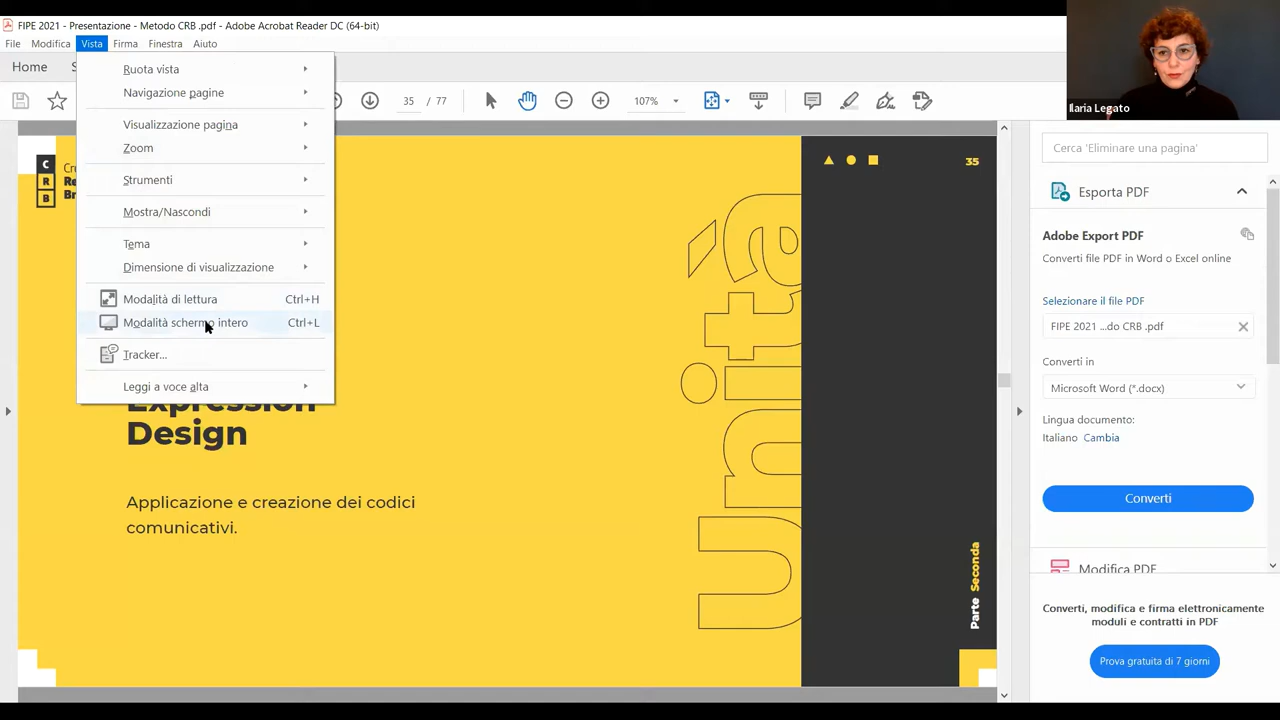 FIPE 2021 - Presentazione - Metodo CRB .pdf - Adobe Acrobat Reader DC (64-bit)
File Modifica Vista Firma Finestra Aiuto
Home
35 / 77
107%
Ruota vista
Navigazione pagine
Visualizzazione pagina
Zoom
Strumenti
Mostra/Nascondi
Tema
Dimensione di visualizzazione
Modalità di lettura Ctrl+H
Modalità schermo intero Ctrl+L
Tracker...
Leggi a voce alta
C
R
B
35
Expression
Design
Applicazione e creazione dei codici
comunicativi.
unità
Parte Seconda
Ilaria Legato
Cerca 'Eliminare una pagina'
Esporta PDF
Adobe Export PDF
Converti file PDF in Word o Excel online
Selezionare il file PDF
FIPE 2021 ...do CRB .pdf
Converti in
Microsoft Word (*.docx)
Lingua documento:
Italiano Cambia
Converti
Modifica PDF
Converti, modifica e firma elettronicamente
moduli e contratti in PDF
Prova gratuita di 7 giorni